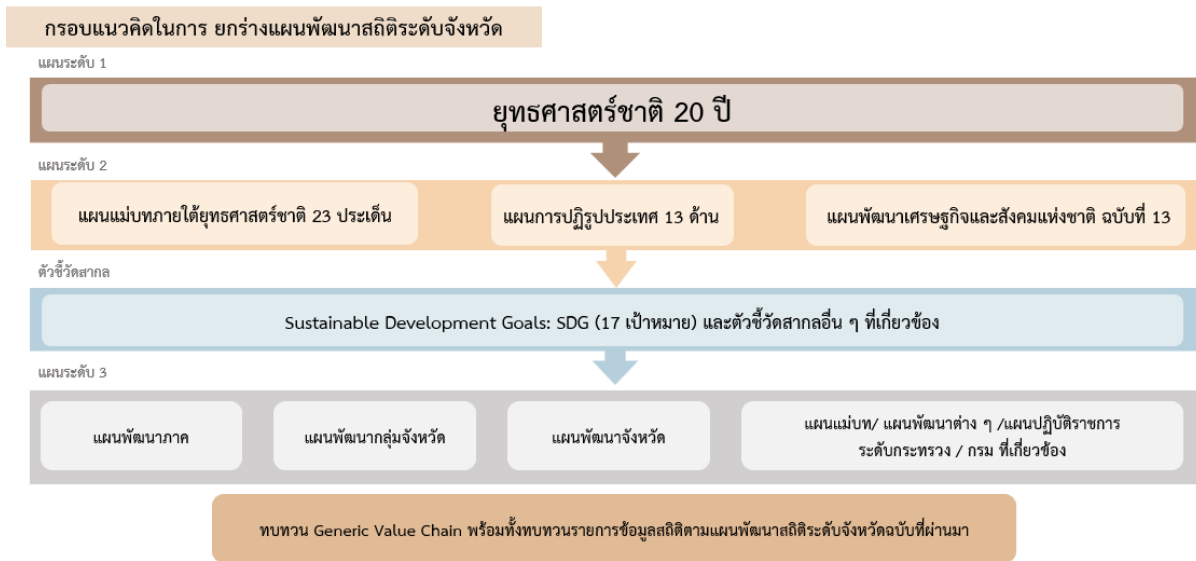 กรอบแนวคิดในการ ยกร่างแผนพัฒนาสถิติระดับจังหวัด
แผนระดับ 1
ยุทธศาสตร์ชาติ 20 ปี
แผนระดับ 2
แผนแม่บทภายใต้ยุทธศาสตร์ชาติ 23 ประเด็น
แผนการปฏิรูปประเทศ 13 ด้าน
แผนพัฒนาเศรษฐกิจและสังคมแห่งชาติ ฉบับที่ 13
ตัวชี้วัดสากล
Sustainable Development Goals: SDG (17 เป้าหมาย) และตัวชี้วัดสากลอื่น ๆ ที่เกี่ยวข้อง
แผนระดับ 3
แผนพัฒนาภาค
แผนพัฒนากลุ่มจังหวัด
แผนพัฒนาจังหวัด
แผนแม่บท/ แผนพัฒนาต่าง ๆ /แผนปฏิบัติราชการ
ระดับกระทรวง / กรม ที่เกี่ยวข้อง
ทบทวน Generic Value Chain พร้อมทั้งทบทวนรายการข้อมูลสถิติตามแผนพัฒนาสถิติระดับจังหวัดฉบับที่ผ่านมา